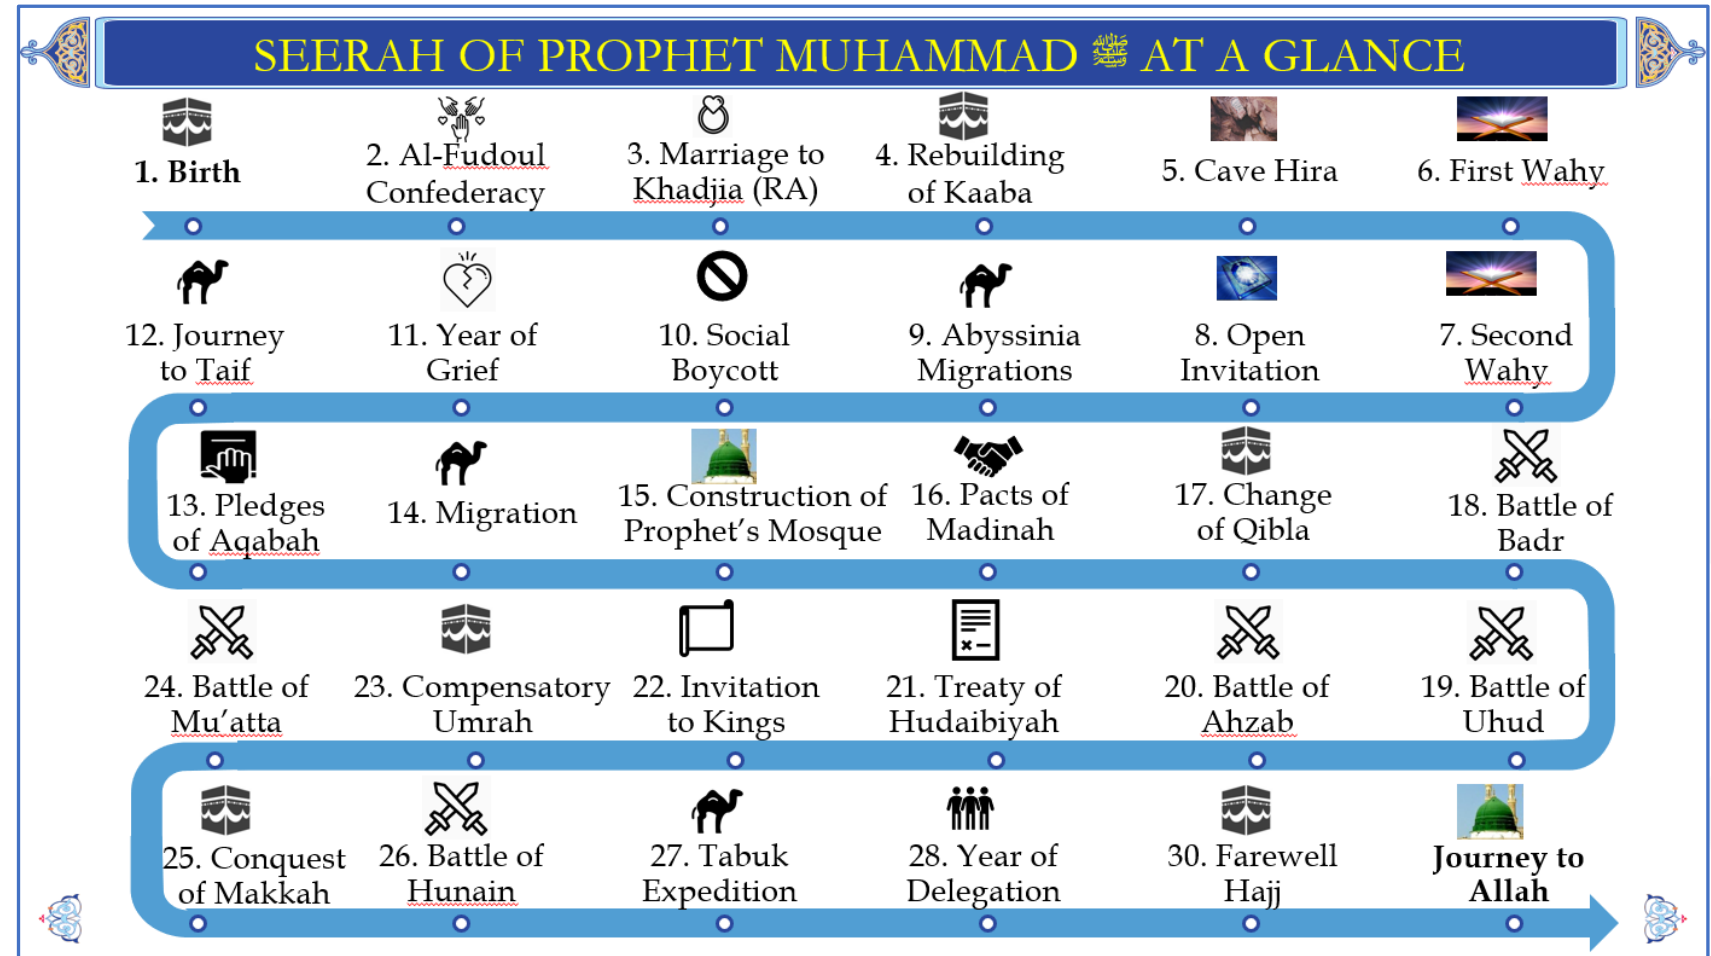 SEERAH OF PROPHET MUHAMMAD ﷺ AT A GLANCE
1. Birth
2. Al-Fudoul
Confederacy
3. Marriage to
Khadjia (RA)
4. Rebuilding
of Kaaba
5. Cave Hira
6. First Wahy
12. Journey
to Taif
11. Year of
Grief
10. Social
Boycott
9. Abyssinia
Migrations
8. Open
Invitation
7. Second
Wahy
13. Pledges
of Aqabah
14. Migration
15. Construction of
Prophet’s Mosque
16. Pacts of
Madinah
17. Change
of Qibla
18. Battle of
Badr
24. Battle of
Mu’atta
23. Compensatory
Umrah
22. Invitation
to Kings
21. Treaty of
Hudaibiyah
20. Battle of
Ahzab
19. Battle of
Uhud
25. Conquest
of Makkah
26. Battle of
Hunain
27. Tabuk
Expedition
28. Year of
Delegation
30. Farewell
Hajj
Journey to
Allah